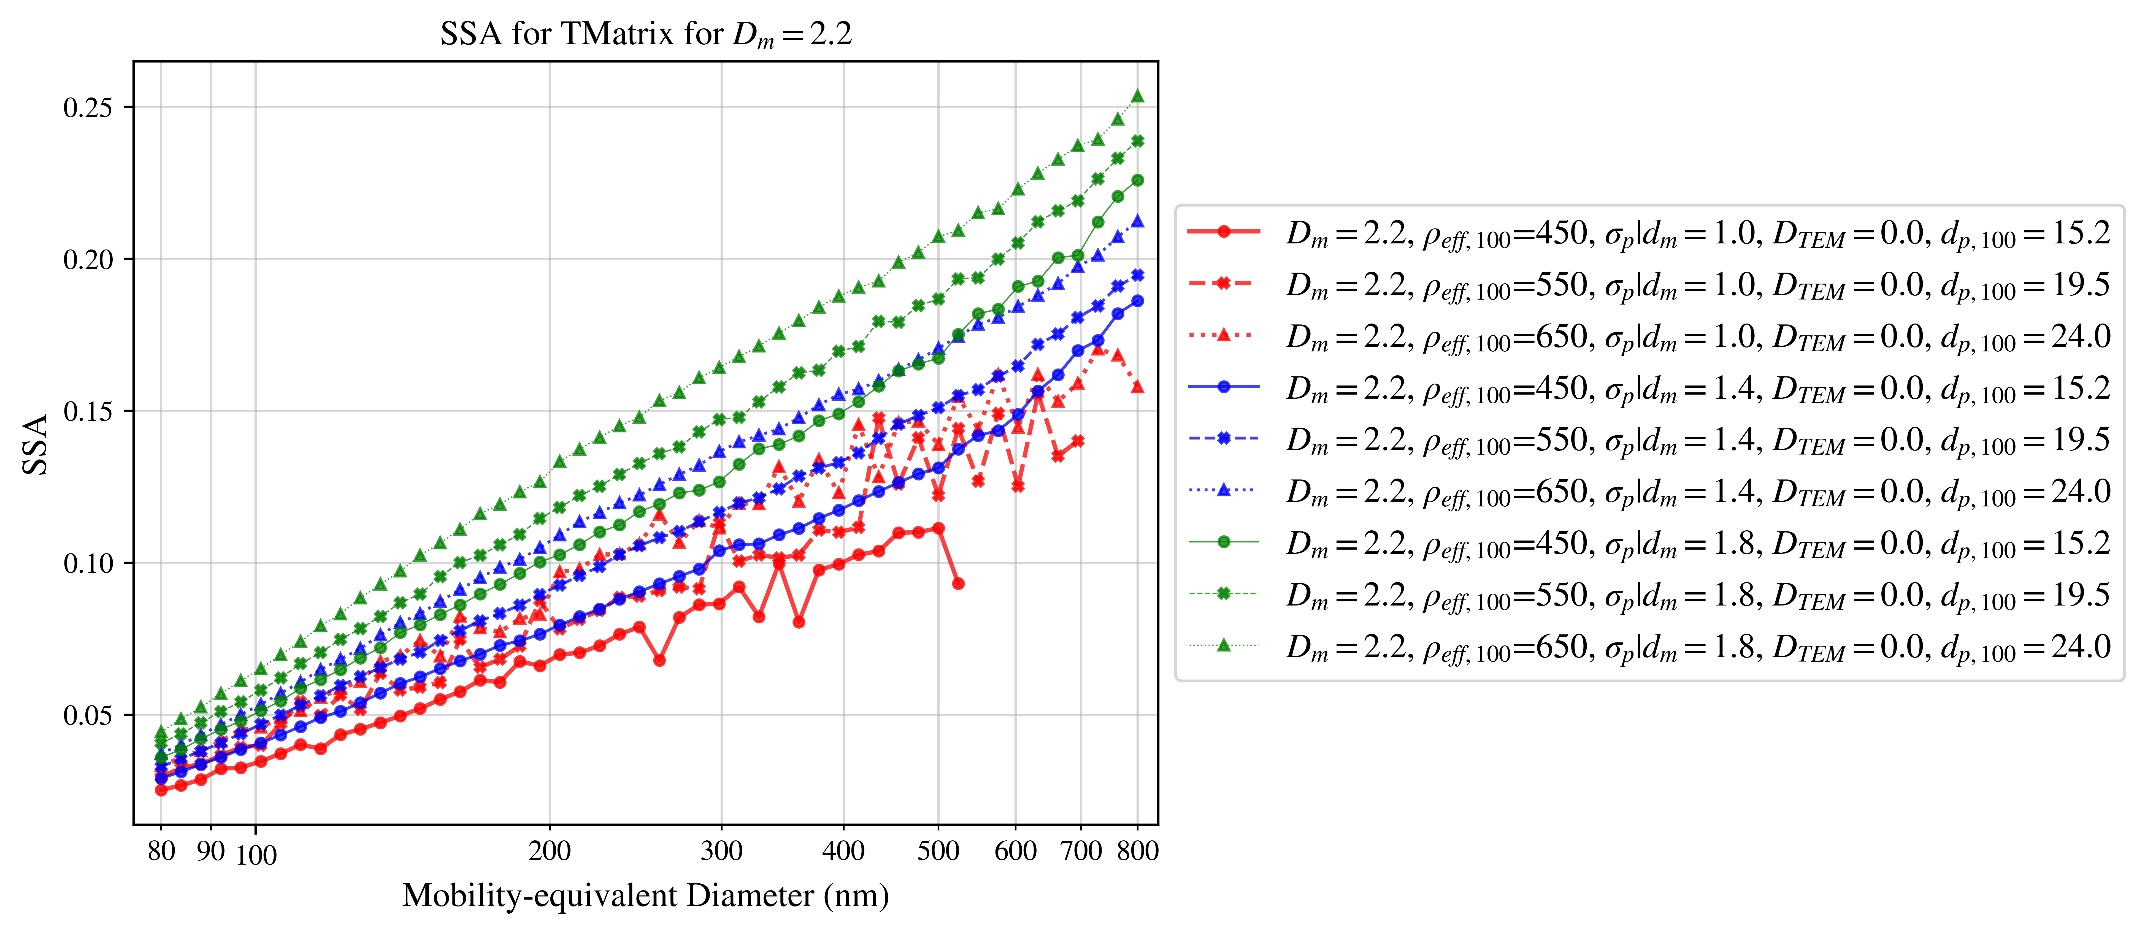 SSA for TMatrix for D_m = 2.2
SSA
0.25
0.20
0.15
0.10
0.05
80 90 100 200 300 400 500 600 700 800
Mobility-equivalent Diameter (nm)
D_m = 2.2, ρ_eff,100=450, σ_p|d_m = 1.0, D_TEM = 0.0, d_p,100 = 15.2
D_m = 2.2, ρ_eff,100=550, σ_p|d_m = 1.0, D_TEM = 0.0, d_p,100 = 19.5
D_m = 2.2, ρ_eff,100=650, σ_p|d_m = 1.0, D_TEM = 0.0, d_p,100 = 24.0
D_m = 2.2, ρ_eff,100=450, σ_p|d_m = 1.4, D_TEM = 0.0, d_p,100 = 15.2
D_m = 2.2, ρ_eff,100=550, σ_p|d_m = 1.4, D_TEM = 0.0, d_p,100 = 19.5
D_m = 2.2, ρ_eff,100=650, σ_p|d_m = 1.4, D_TEM = 0.0, d_p,100 = 24.0
D_m = 2.2, ρ_eff,100=450, σ_p|d_m = 1.8, D_TEM = 0.0, d_p,100 = 15.2
D_m = 2.2, ρ_eff,100=550, σ_p|d_m = 1.8, D_TEM = 0.0, d_p,100 = 19.5
D_m = 2.2, ρ_eff,100=650, σ_p|d_m = 1.8, D_TEM = 0.0, d_p,100 = 24.0